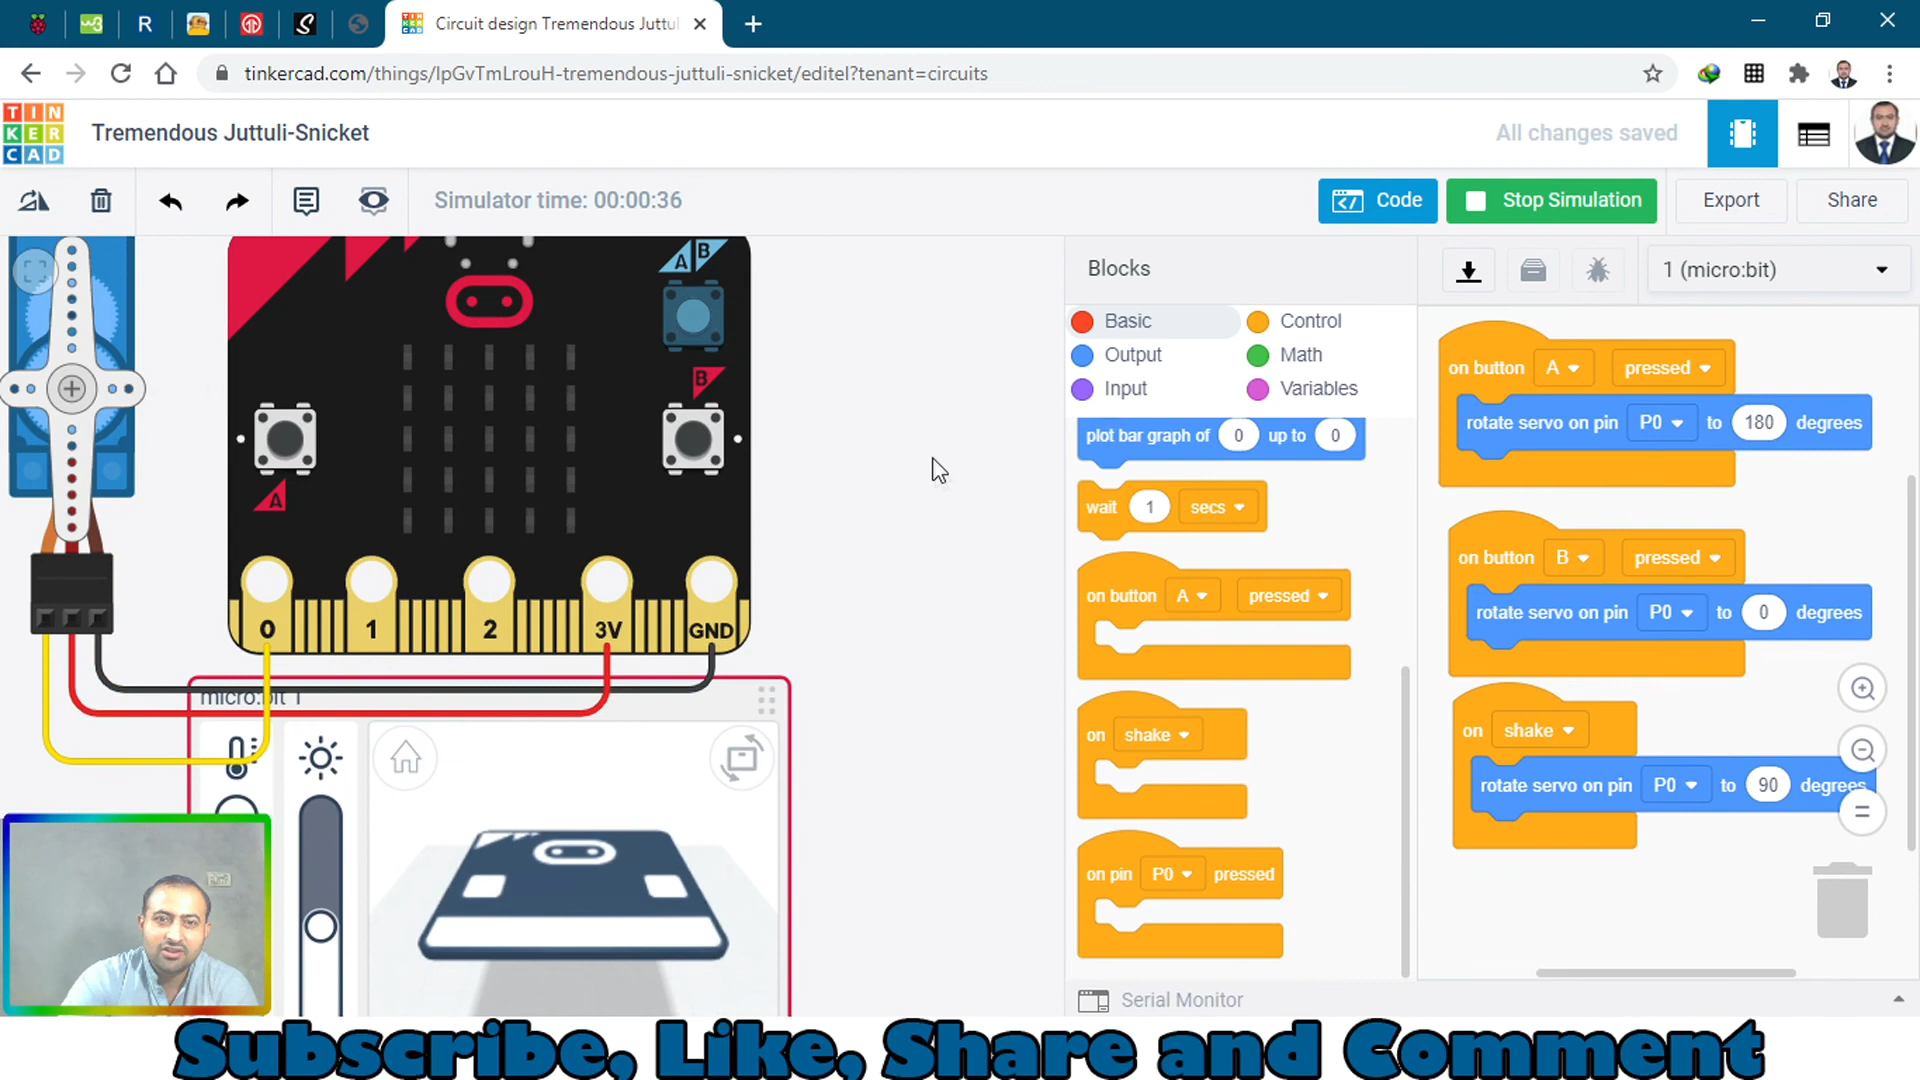 Circuit design Tremendous Juttul
tinkercad.com/things/lpGvTmLrouH-tremendous-juttuli-snicket/editel?tenant=circuits
TIN
KER
CAD
Tremendous Juttuli-Snicket
All changes saved
Simulator time: 00:00:36
Code
Stop Simulation
Export
Share
A B
B
A
0 1 2 3V GND
micro:bit 1
Blocks
Basic
Control
Output
Math
Input
Variables
plot bar graph of 0 up to 0
wait 1 secs
on button A pressed
on shake
on pin P0 pressed
Serial Monitor
1 (micro:bit)
on button A pressed
rotate servo on pin P0 to 180 degrees
on button B pressed
rotate servo on pin P0 to 0 degrees
on shake
rotate servo on pin P0 to 90 degrees
Subscribe, Like, Share and Comment